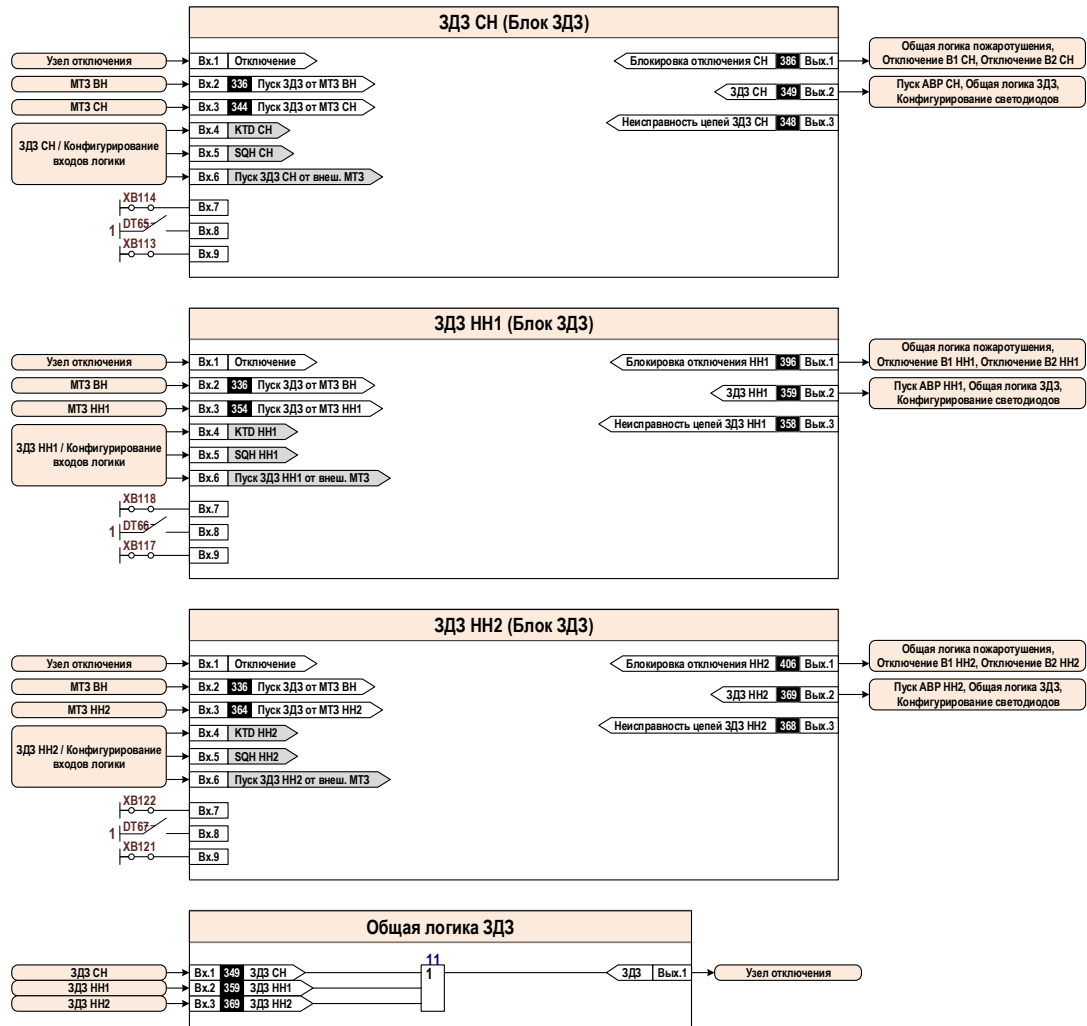 ЗДЗ СН (Блок ЗДЗ)
Узел отключения
Вх.1 Отключение
Блокировка отключения СН 386 Вых.1
Общая логика пожаротушения,
Отключение В1 СН, Отключение В2 СН
МТЗ ВН
Вх.2 336 Пуск ЗДЗ от МТЗ ВН
ЗДЗ СН 349 Вых.2
Пуск АВР СН, Общая логика ЗДЗ,
Конфигурирование светодиодов
МТЗ СН
Вх.3 344 Пуск ЗДЗ от МТЗ СН
Неисправность цепей ЗДЗ СН 348 Вых.3
ЗДЗ СН / Конфигурирование
входов логики
Вх.4 KTD СН
Вх.5 SQH СН
Вх.6 Пуск ЗДЗ СН от внеш. МТЗ
XB114
Вх.7
1 DT65
Вх.8
XB113
Вх.9
ЗДЗ НН1 (Блок ЗДЗ)
Узел отключения
Вх.1 Отключение
Блокировка отключения НН1 396 Вых.1
Общая логика пожаротушения,
Отключение В1 НН1, Отключение В2 НН1
МТЗ ВН
Вх.2 336 Пуск ЗДЗ от МТЗ ВН
ЗДЗ НН1 359 Вых.2
Пуск АВР НН1, Общая логика ЗДЗ,
Конфигурирование светодиодов
МТЗ НН1
Вх.3 354 Пуск ЗДЗ от МТЗ НН1
Неисправность цепей ЗДЗ НН1 358 Вых.3
ЗДЗ НН1 / Конфигурирование
входов логики
Вх.4 KTD НН1
Вх.5 SQH НН1
Вх.6 Пуск ЗДЗ НН1 от внеш. МТЗ
XB118
Вх.7
1 DT66
Вх.8
XB117
Вх.9
ЗДЗ НН2 (Блок ЗДЗ)
Узел отключения
Вх.1 Отключение
Блокировка отключения НН2 406 Вых.1
Общая логика пожаротушения,
Отключение В1 НН2, Отключение В2 НН2
МТЗ ВН
Вх.2 336 Пуск ЗДЗ от МТЗ ВН
ЗДЗ НН2 369 Вых.2
Пуск АВР НН2, Общая логика ЗДЗ,
Конфигурирование светодиодов
МТЗ НН2
Вх.3 364 Пуск ЗДЗ от МТЗ НН2
Неисправность цепей ЗДЗ НН2 368 Вых.3
ЗДЗ НН2 / Конфигурирование
входов логики
Вх.4 KTD НН2
Вх.5 SQH НН2
Вх.6 Пуск ЗДЗ НН2 от внеш. МТЗ
XB122
Вх.7
1 DT67
Вх.8
XB121
Вх.9
Общая логика ЗДЗ
11
ЗДЗ СН
Вх.1 349 ЗДЗ СН
1
ЗДЗ Вых.1
Узел отключения
ЗДЗ НН1
Вх.2 359 ЗДЗ НН1
ЗДЗ НН2
Вх.3 369 ЗДЗ НН2